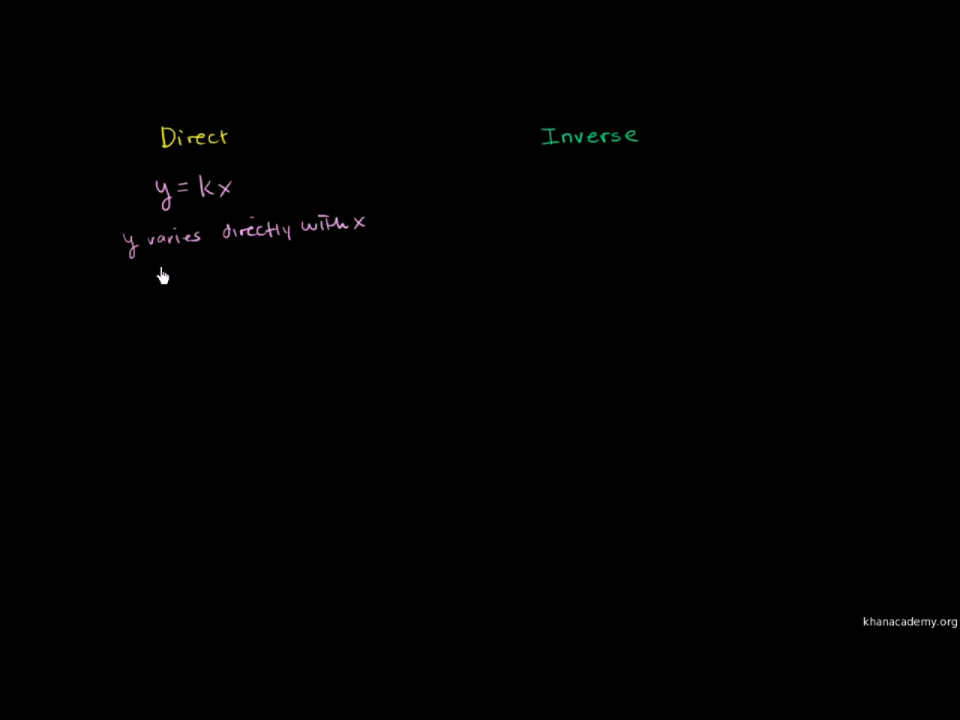 Direct
Inverse
y = kx
y varies directly with x
khanacademy.org